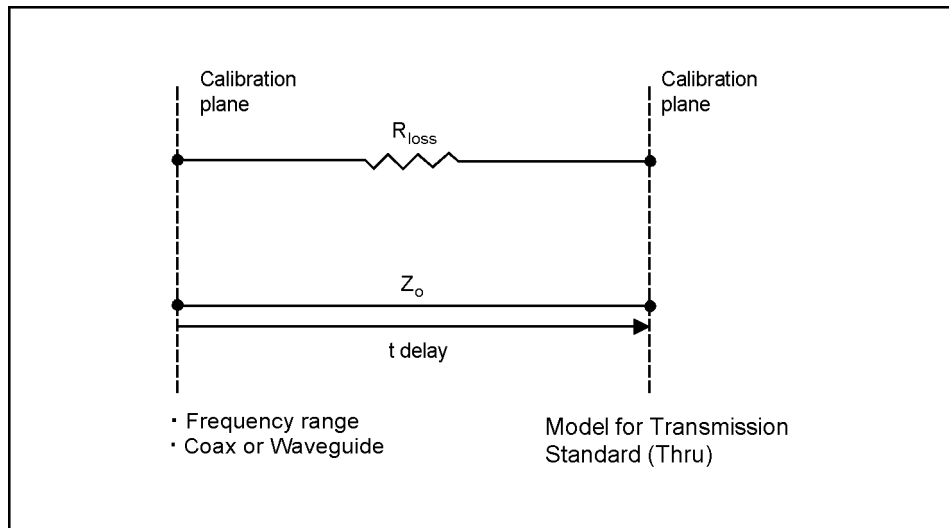 Calibration
plane
Calibration
plane
R_loss
Z_o
t delay
· Frequency range
· Coax or Waveguide
Model for Transmission
Standard (Thru)